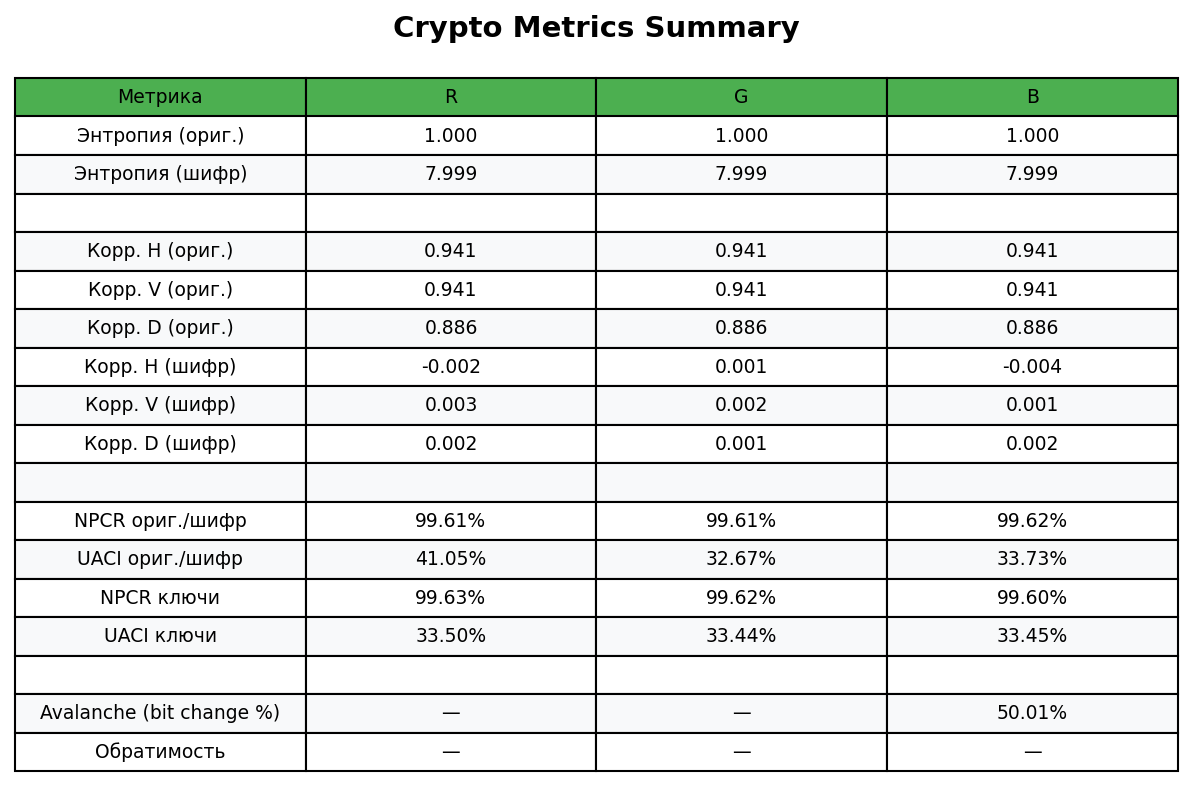 Crypto Metrics Summary
Метрика R G B
Энтропия (ориг.) 1.000 1.000 1.000
Энтропия (шифр) 7.999 7.999 7.999
Корр. H (ориг.) 0.941 0.941 0.941
Корр. V (ориг.) 0.941 0.941 0.941
Корр. D (ориг.) 0.886 0.886 0.886
Корр. H (шифр) -0.002 0.001 -0.004
Корр. V (шифр) 0.003 0.002 0.001
Корр. D (шифр) 0.002 0.001 0.002
NPCR ориг./шифр 99.61% 99.61% 99.62%
UACI ориг./шифр 41.05% 32.67% 33.73%
NPCR ключи 99.63% 99.62% 99.60%
UACI ключи 33.50% 33.44% 33.45%
Avalanche (bit change %) — — 50.01%
Обратимость — — —